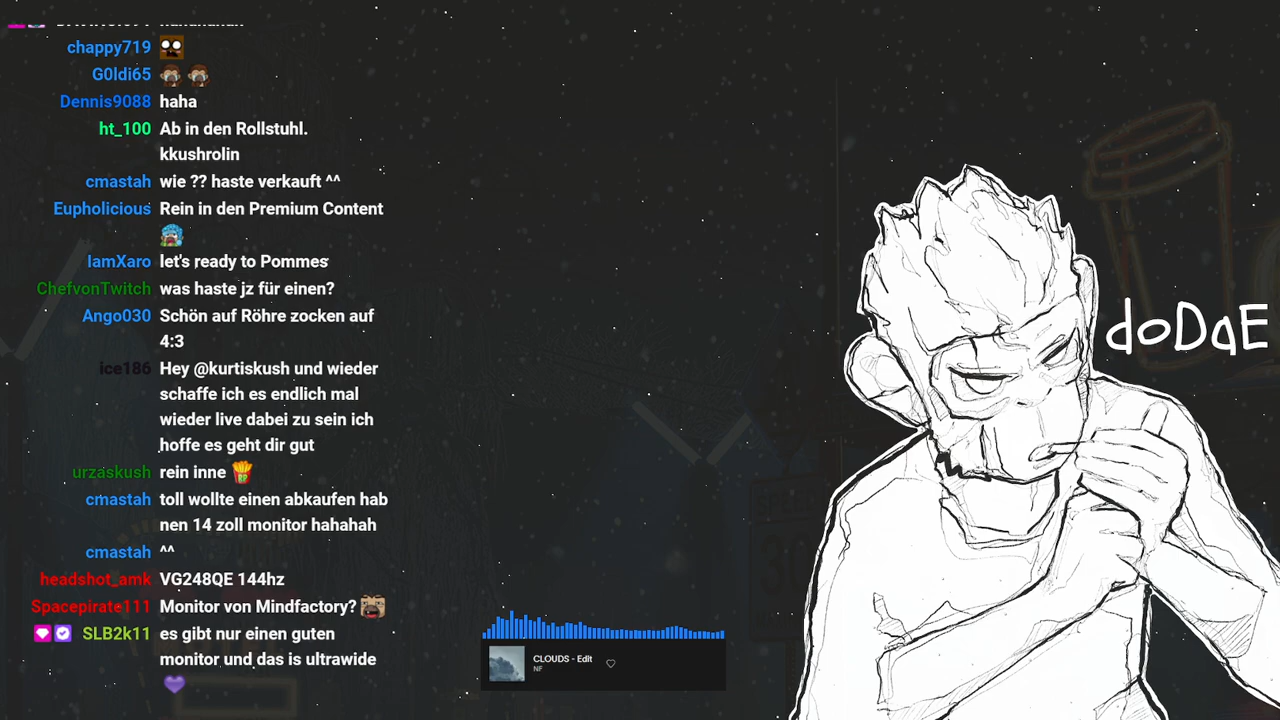 chappy719
G0ldi65
Dennis9088 haha
ht_100 Ab in den Rollstuhl.
kkushrolin
cmastah wie ?? haste verkauft ^^
Eupholicious Rein in den Premium Content
IamXaro let's ready to Pommes
ChefvonTwitch was haste jz für einen?
Ango030 Schön auf Röhre zocken auf
4:3
ice186 Hey @kurtiskush und wieder
schaffe ich es endlich mal
wieder live dabei zu sein ich
hoffe es geht dir gut
urzaskush rein inne
cmastah toll wollte einen abkaufen hab
nen 14 zoll monitor hahahah
cmastah ^^
headshot_amk VG248QE 144hz
Spacepirate111 Monitor von Mindfactory?
SLB2k11 es gibt nur einen guten
monitor und das is ultrawide
CLOUDS - Edit
NF
doDaE